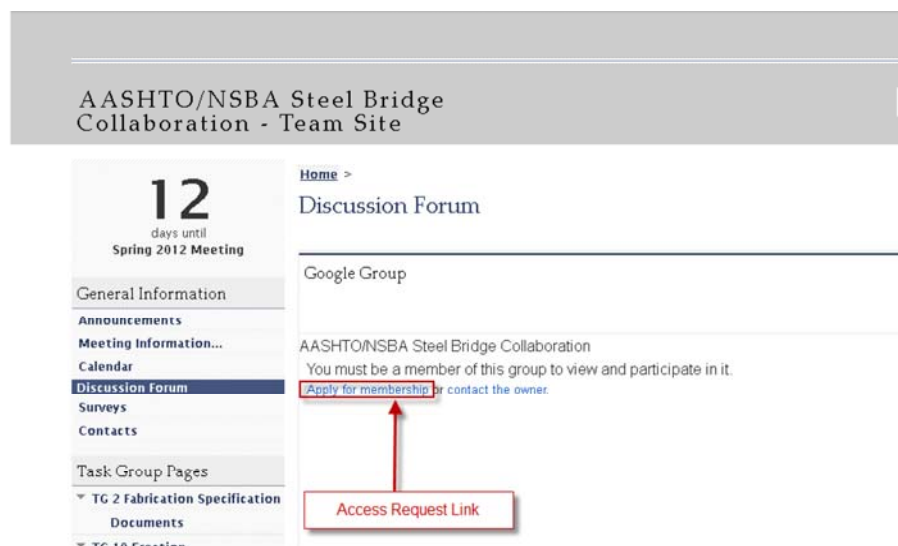 AASHTO/NSBA Steel Bridge
Collaboration - Team Site
12
days until
Spring 2012 Meeting
General Information
Announcements
Meeting Information...
Calendar
Discussion Forum
Surveys
Contacts
Task Group Pages
TG 2 Fabrication Specification
Documents
TG 10 Erection
Home >
Discussion Forum
Google Group
AASHTO/NSBA Steel Bridge Collaboration
You must be a member of this group to view and participate in it.
Apply for membership or contact the owner.
Access Request Link